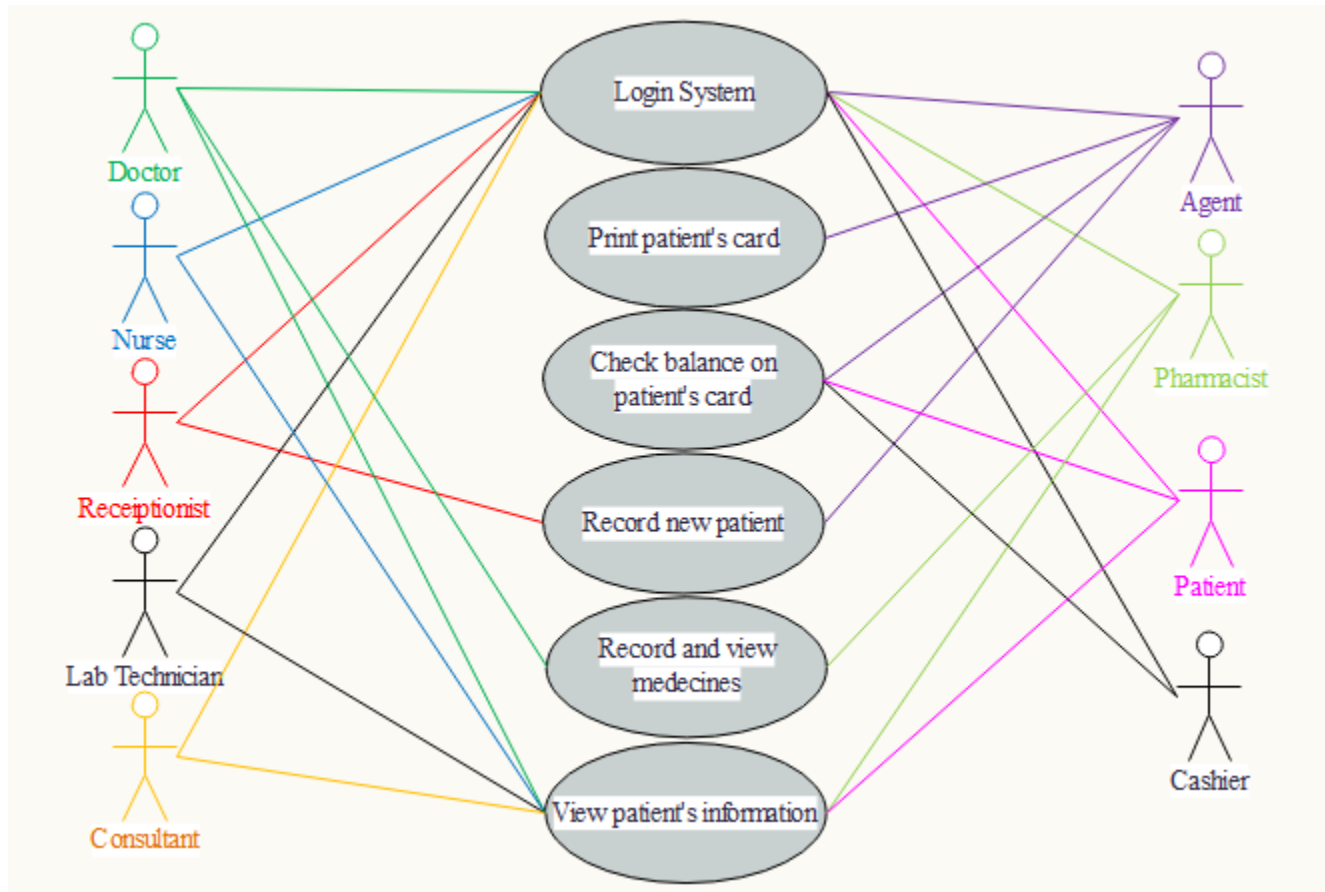 Doctor
Nurse
Receiptionist
Lab Technician
Consultant
Login System
Print patient's card
Check balance on
patient's card
Record new patient
Record and view
medecines
View patient's information
Agent
Pharmacist
Patient
Cashier